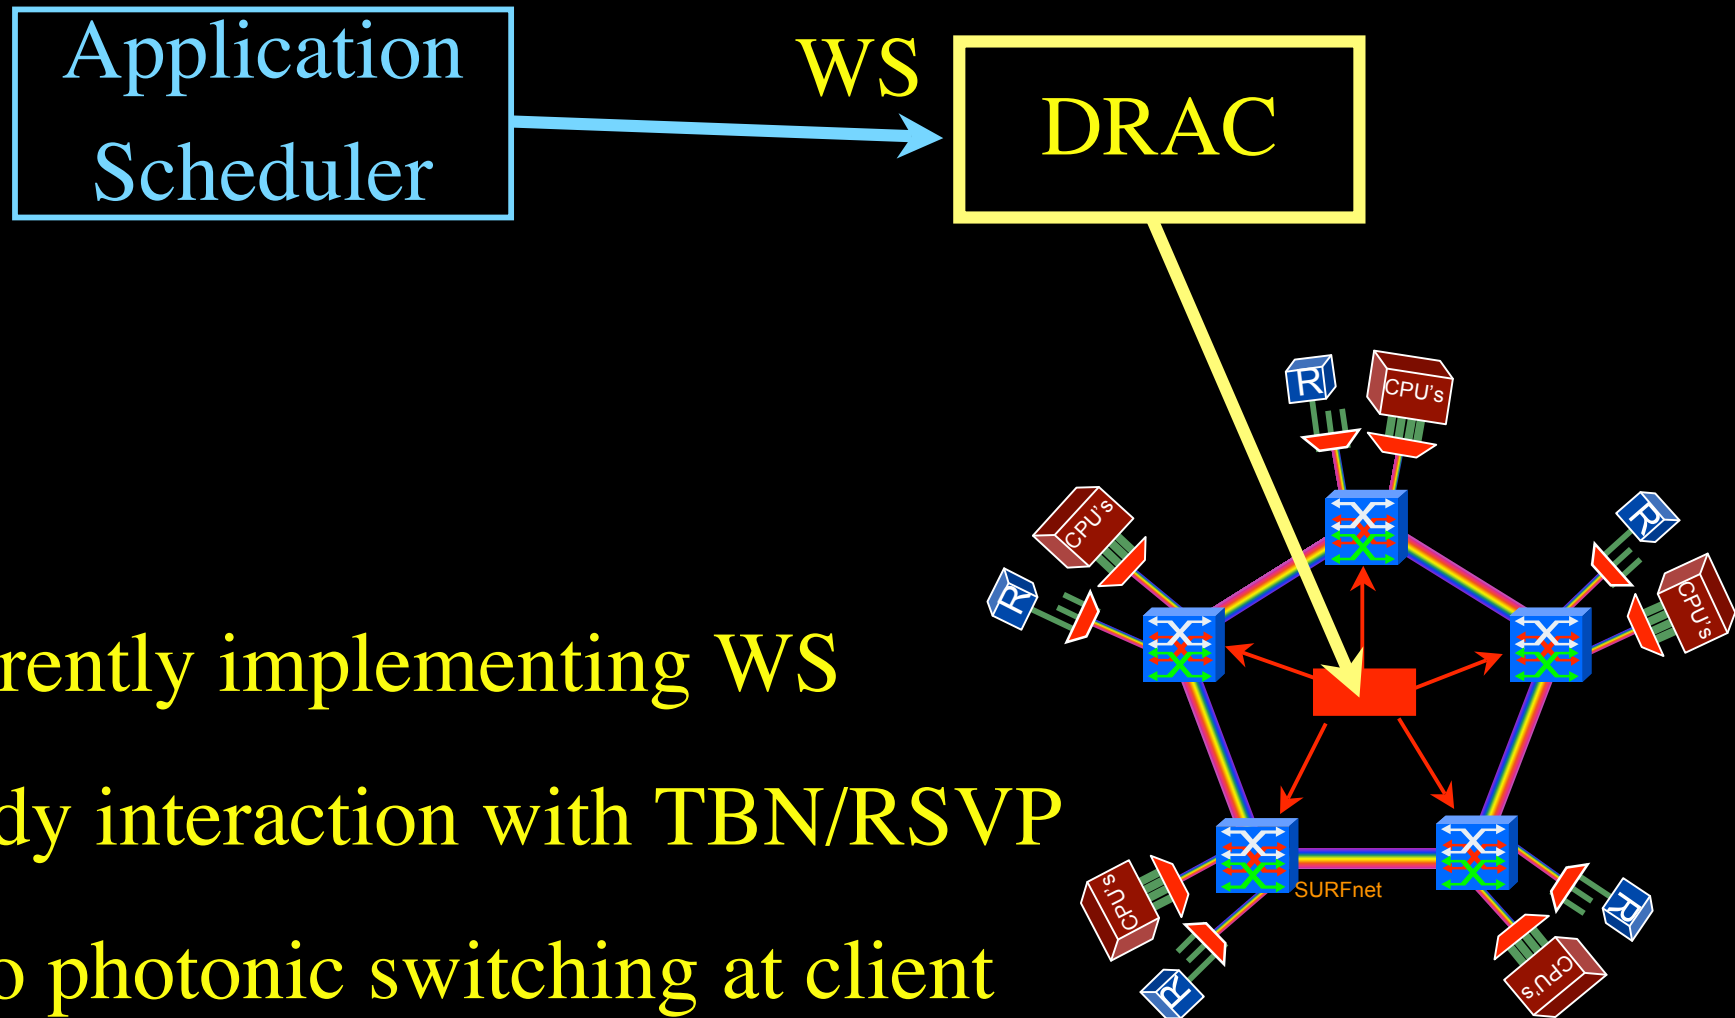 Application
Scheduler
WS
DRAC
R
CPU's
CPU's
R
R
CPU's
rently implementing WS
dy interaction with TBN/RSVP
SURFnet
CPU's
R
R
CPU's
o photonic switching at client